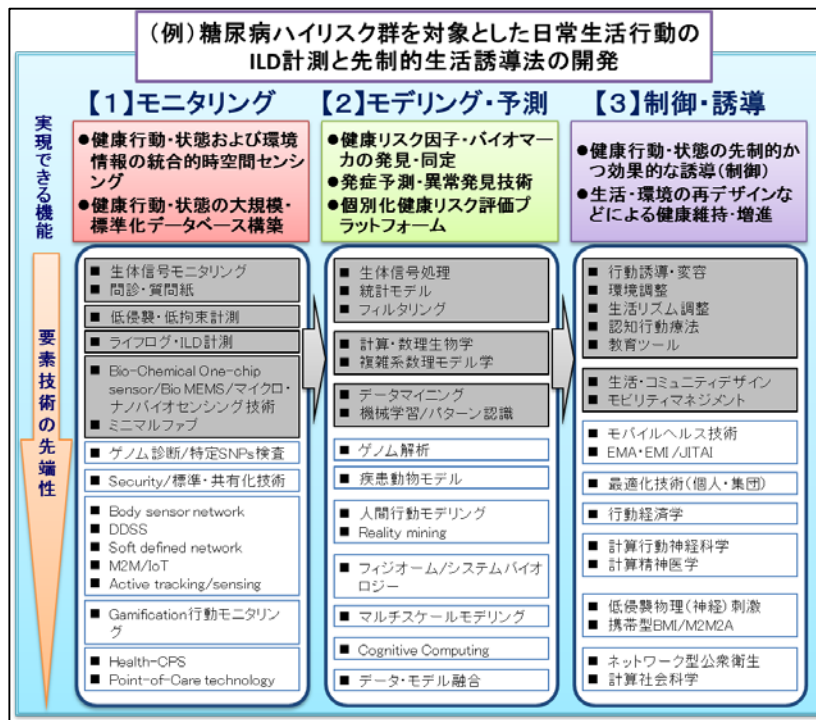 (例)糖尿病ハイリスク群を対象とした日常生活行動の
ILD計測と先制的生活誘導法の開発
実現できる機能
要素技術の先端性
【1】モニタリング
●健康行動・状態および環境
情報の統合的時空間センシ
ング
●健康行動・状態の大規模・
標準化データベース構築
■ 生体信号モニタリング
■ 問診・質問紙
■ 低侵襲・低拘束計測
■ ライフログ・ILD計測
■ Bio-Chemical One-chip
sensor/Bio MEMS/マイクロ・
ナノバイオセンシング技術
■ ミニマルファブ
■ ゲノム診断/特定SNPs検査
■ Security/標準・共有化技術
■ Body sensor network
■ DDSS
■ Soft defined network
■ M2M/IoT
■ Active tracking/sensing
■ Gamification行動モニタリン
グ
■ Health-CPS
■ Point-of-Care technology
【2】モデリング・予測
●健康リスク因子・バイオマー
カの発見・同定
●発症予測・異常発見技術
●個別化健康リスク評価プ
ラットフォーム
■ 生体信号処理
■ 統計モデル
■ フィルタリング
■ 計算・数理生物学
■ 複雑系数理モデル学
■ データマイニング
■ 機械学習/パターン認識
■ ゲノム解析
■ 疾患動物モデル
■ 人間行動モデリング
■ Reality mining
■ フィジオーム/システムバイオ
ロジー
■ マルチスケールモデリング
■ Cognitive Computing
■ データ・モデル融合
【3】制御・誘導
●健康行動・状態の先制的か
つ効果的な誘導(制御)
●生活・環境の再デザインな
どによる健康維持・増進
■ 行動誘導・変容
■ 環境調整
■ 生活リズム調整
■ 認知行動療法
■ 教育ツール
■ 生活・コミュニティデザイン
■ モビリティマネジメント
■ モバイルヘルス技術
■ EMA・EMI/JITAI
■ 最適化技術(個人・集団)
■ 行動経済学
■ 計算行動神経科学
■ 計算精神医学
■ 低侵襲物理(神経)刺激
■ 携帯型BMI/M2M2A
■ ネットワーク型公衆衛生
■ 計算社会科学